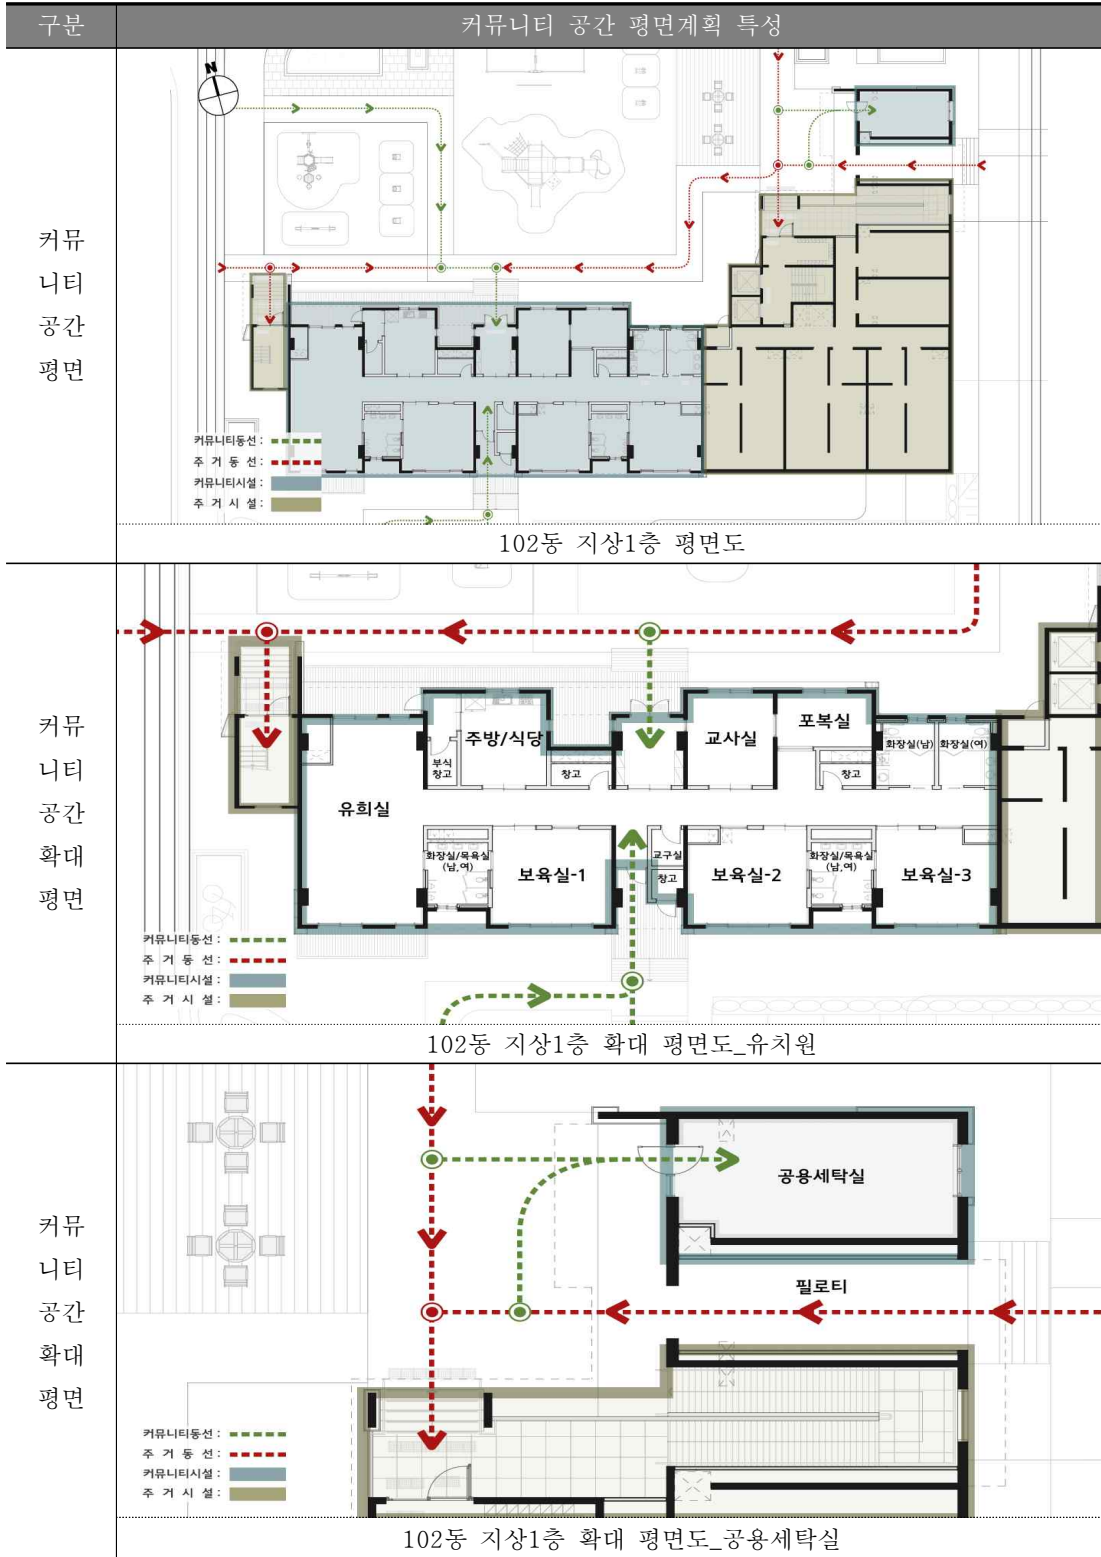 구분
커뮤니티 공간 평면계획 특성
커뮤
니티
공간
평면
N
커뮤니티동선 :
주 거 동 선 :
커뮤니티시설 :
주 거 시 설 :
102동 지상1층 평면도
커뮤
니티
공간
확대
평면
주방/식당
부식
창고
창고
교사실
포복실
창고
화장실(남)
화장실(여)
유희실
화장실/목욕실
(남,여)
보육실-1
교구실
창고
보육실-2
화장실/목욕실
(남,여)
보육실-3
커뮤니티동선 :
주 거 동 선 :
커뮤니티시설 :
주 거 시 설 :
102동 지상1층 확대 평면도_유치원
커뮤
니티
공간
확대
평면
공용세탁실
필로티
커뮤니티동선 :
주 거 동 선 :
커뮤니티시설 :
주 거 시 설 :
102동 지상1층 확대 평면도_공용세탁실